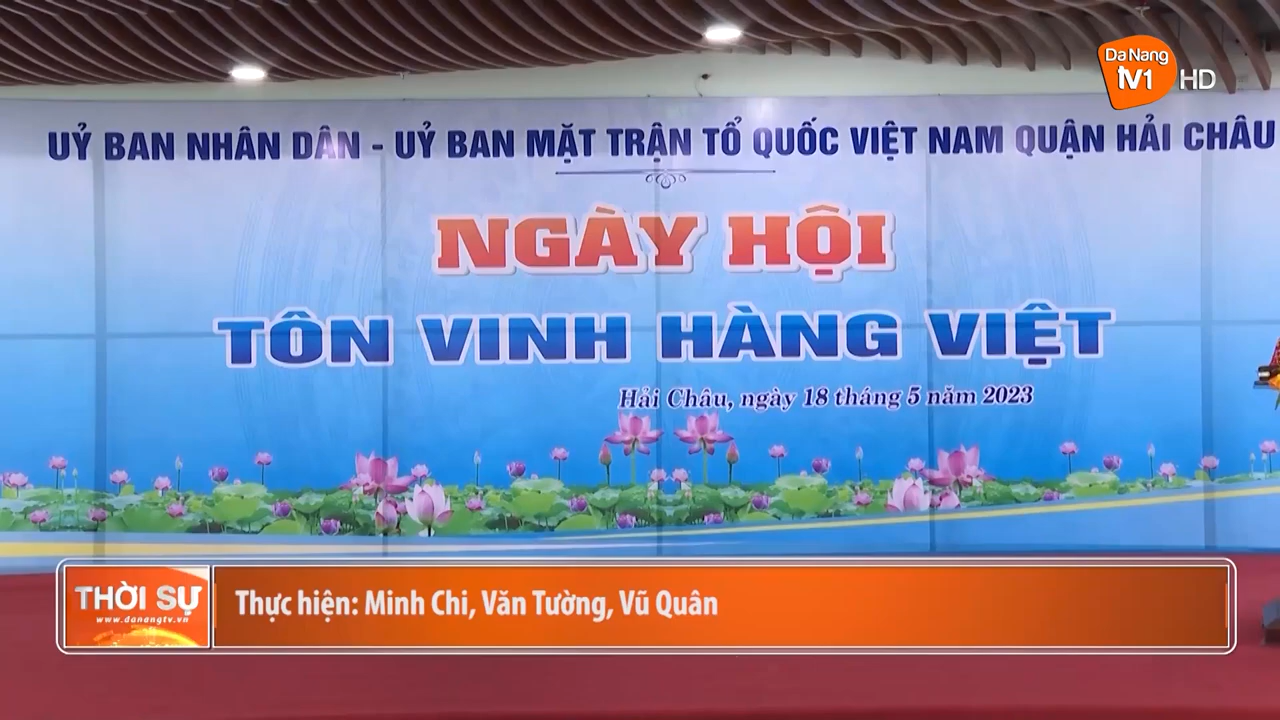 Da Nang
tv1 HD
UỶ BAN NHÂN DÂN - UỶ BAN MẶT TRẬN TỔ QUỐC VIỆT NAM QUẬN HẢI CHÂU
NGÀY HỘI
TÔN VINH HÀNG VIỆT
Hải Châu, ngày 18 tháng 5 năm 2023
THỜI SỰ
www.danangtv.vn
Thực hiện: Minh Chi, Văn Tường, Vũ Quân